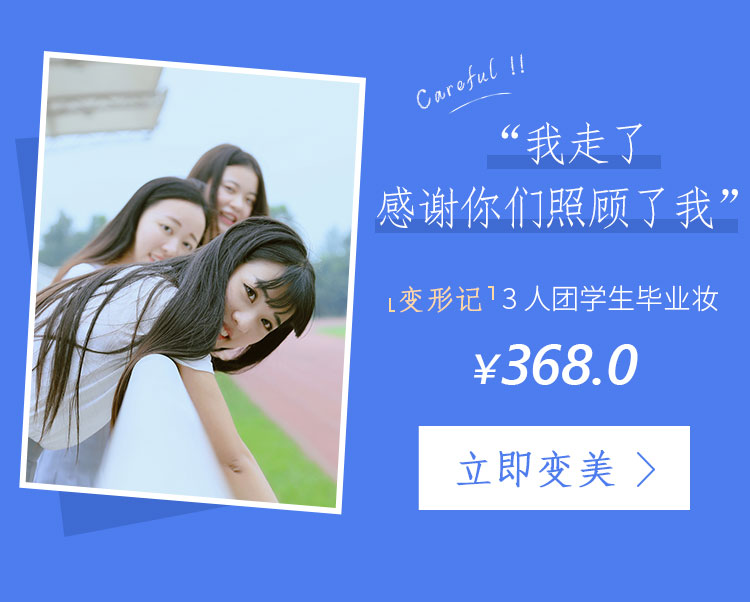 Careful !!
“我走了
感谢你们照顾了我”
「变形记」3 人团学生毕业妆
¥368.0
立即变美 >